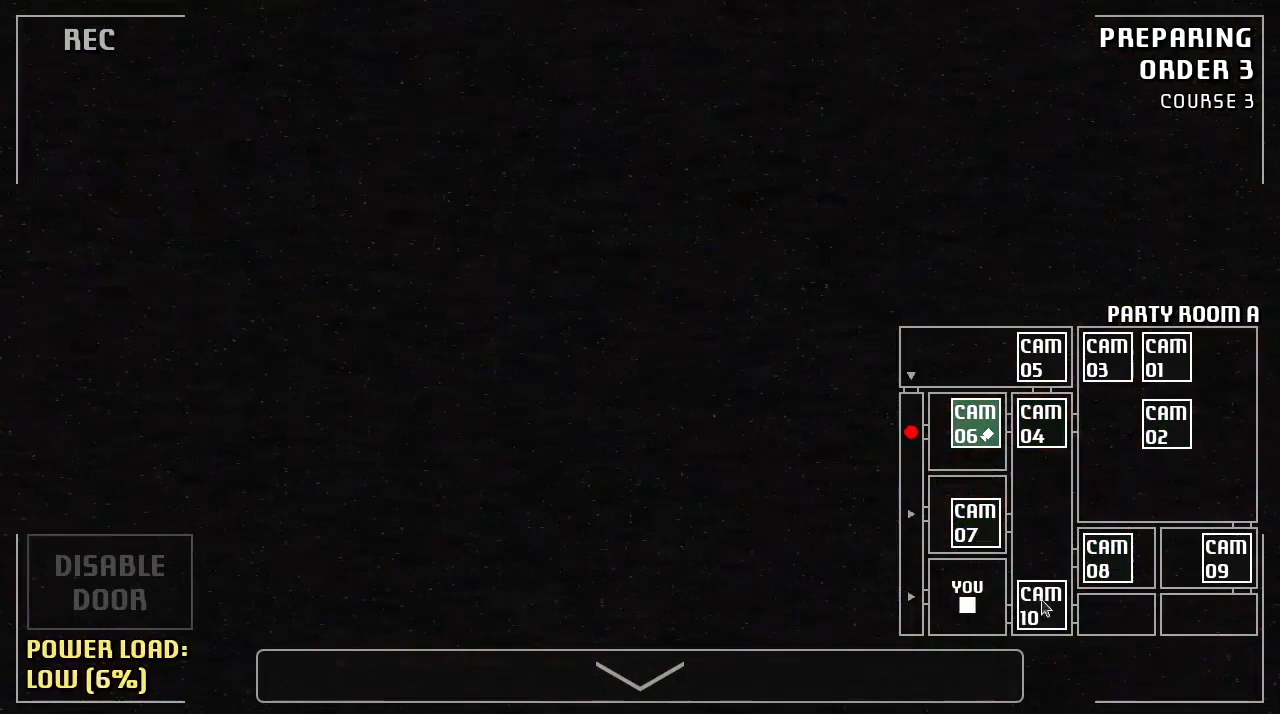 REC
PREPARING
ORDER 3
COURSE 3
PARTY ROOM A
CAM
05
CAM
03
CAM
01
CAM
06
CAM
04
CAM
02
CAM
07
CAM
08
CAM
09
YOU
CAM
10
DISABLE
DOOR
POWER LOAD:
LOW (6%)